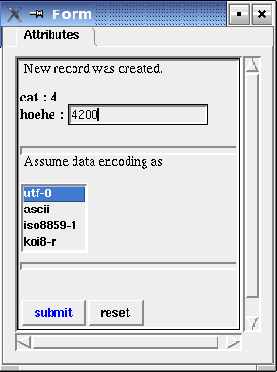 Form
Attributes
New record was created.
cat : 4
hoehe : 4200
Assume data encoding as
utf-0
ascii
iso8859-1
koi8-r
submit reset